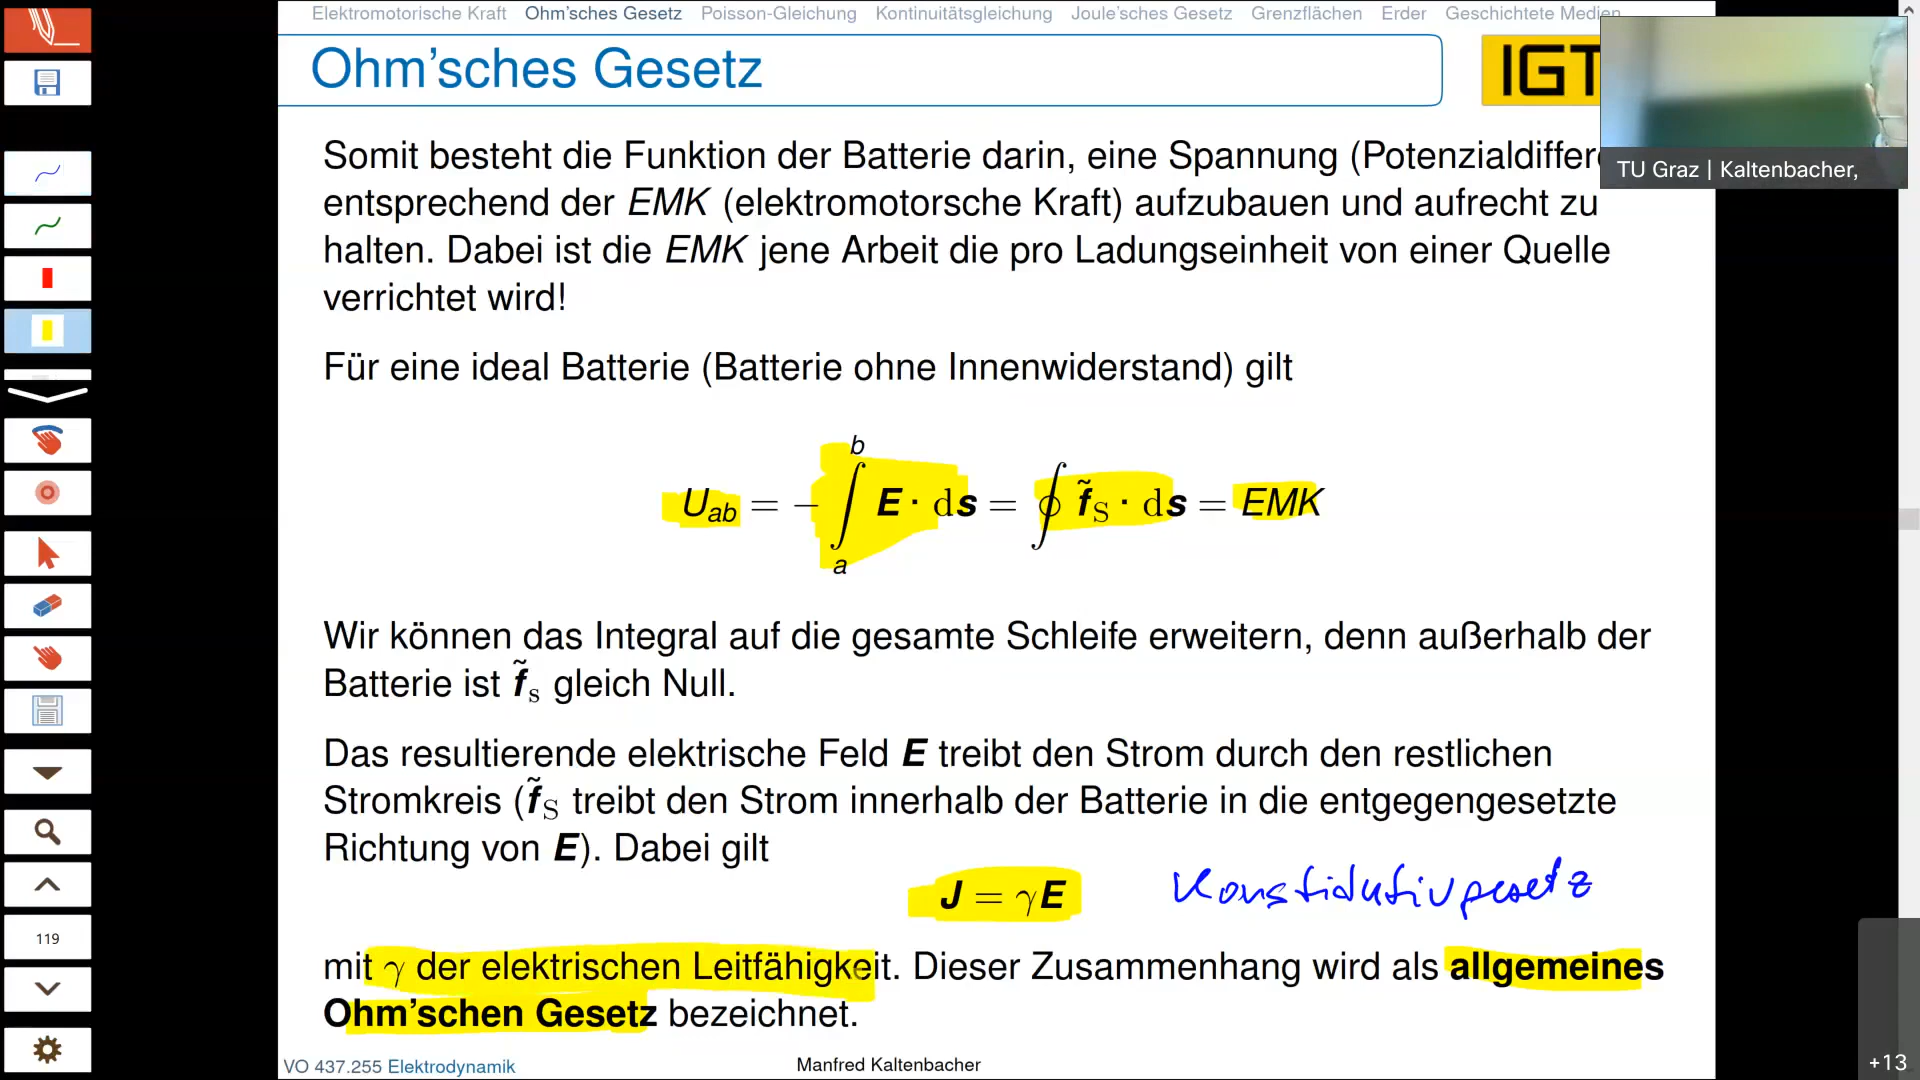 Elektromotorische Kraft Ohm'sches Gesetz Poisson-Gleichung Kontinuitätsgleichung Joule'sches Gesetz Grenzflächen Erder Geschichtete Medien
Ohm'sches Gesetz
IGT
TU Graz | Kaltenbacher,
Somit besteht die Funktion der Batterie darin, eine Spannung (Potenzialdiffer
entsprechend der EMK (elektromotorsche Kraft) aufzubauen und aufrecht zu
halten. Dabei ist die EMK jene Arbeit die pro Ladungseinheit von einer Quelle
verrichtet wird!
Für eine ideal Batterie (Batterie ohne Innenwiderstand) gilt
U_ab = − ∫_a^b E · ds = ∮ f̃_S · ds = EMK
Wir können das Integral auf die gesamte Schleife erweitern, denn außerhalb der
Batterie ist f̃_s gleich Null.
Das resultierende elektrische Feld E treibt den Strom durch den restlichen
Stromkreis (f̃_S treibt den Strom innerhalb der Batterie in die entgegengesetzte
Richtung von E). Dabei gilt
J = γE Konstidutivgesetz
mit γ der elektrischen Leitfähigkeit. Dieser Zusammenhang wird als allgemeines
Ohm'schen Gesetz bezeichnet.
VO 437.255 Elektrodynamik Manfred Kaltenbacher
119
+13